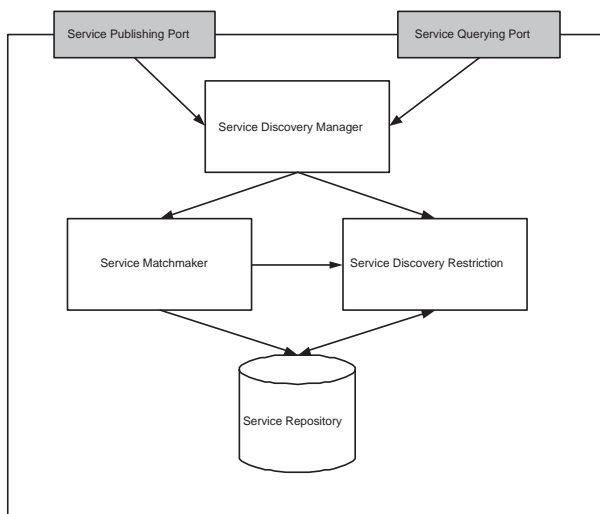 Service Publishing Port
Service Querying Port
Service Discovery Manager
Service Matchmaker
Service Discovery Restriction
Service Repository